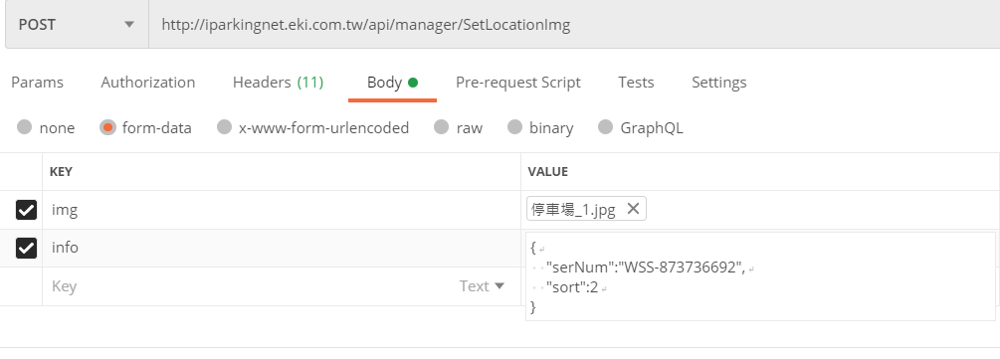 POST http://iparkingnet.eki.com.tw/api/manager/SetLocationImg
Params Authorization Headers (11) Body Pre-request Script Tests Settings
none form-data x-www-form-urlencoded raw binary GraphQL
KEY VALUE
img 停車場_1.jpg
info {
"serNum":"WSS-873736692",
Key Text "sort":2
}